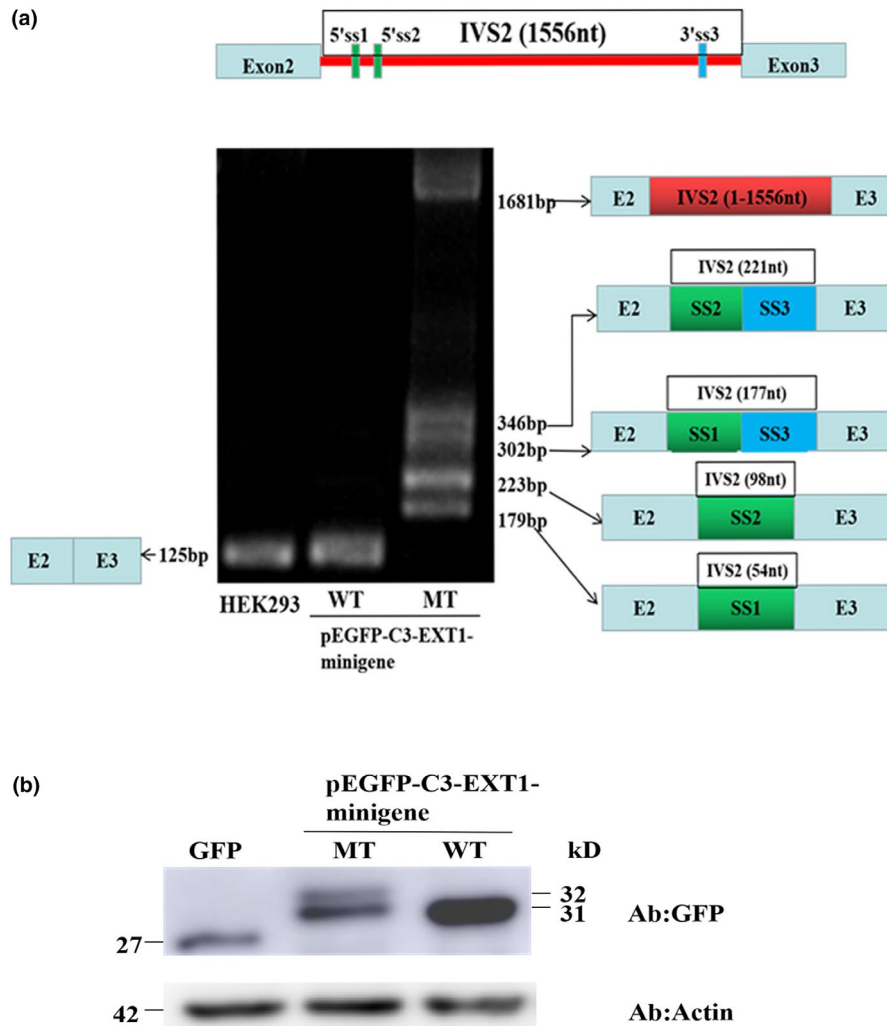 (a)
IVS2 (1556nt)
5'ss1 5'ss2 3'ss3
Exon2 Exon3
1681bp
E2 IVS2 (1-1556nt) E3
IVS2 (221nt)
E2 SS2 SS3 E3
346bp
IVS2 (177nt)
302bp
E2 SS1 SS3 E3
223bp
IVS2 (98nt)
E2 SS2 E3
179bp
E2 E3 125bp
IVS2 (54nt)
E2 SS1 E3
HEK293 WT MT
pEGFP-C3-EXT1-
minigene
(b)
pEGFP-C3-EXT1-
minigene
GFP MT WT kD
32
31 Ab:GFP
27
42 Ab:Actin